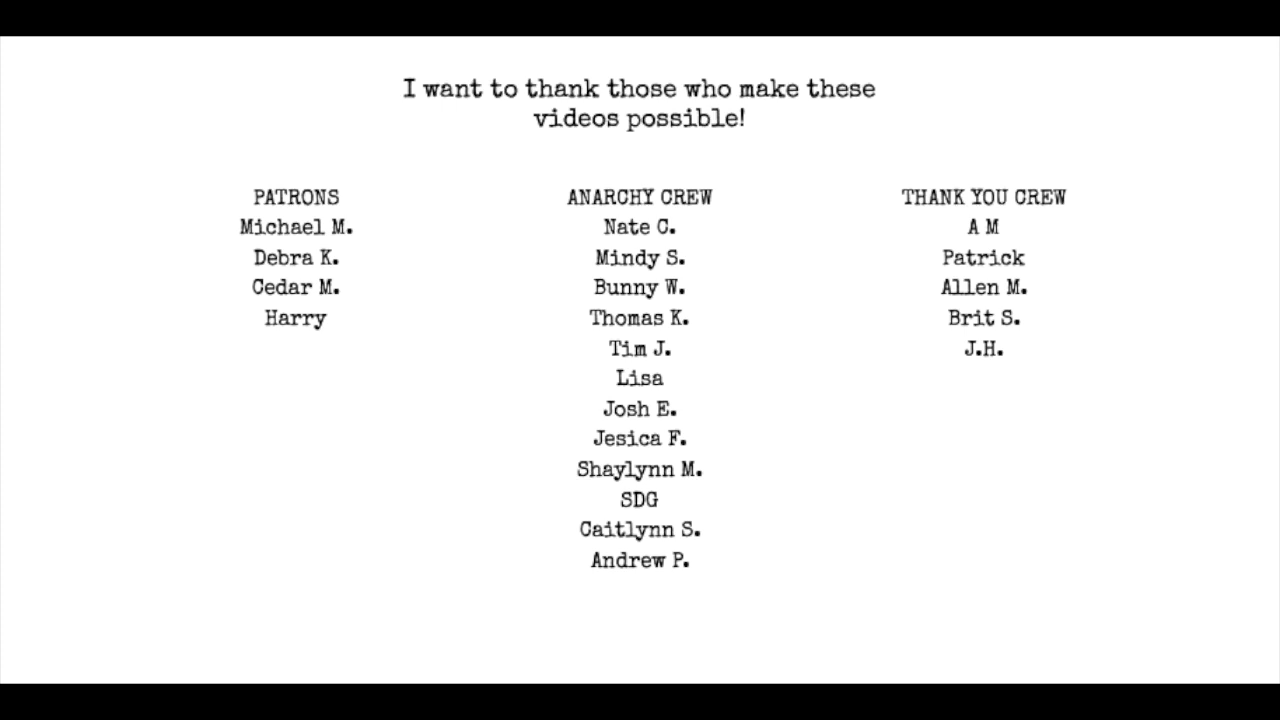 I want to thank those who make these
videos possible!
PATRONS
Michael M.
Debra K.
Cedar M.
Harry
ANARCHY CREW
Nate C.
Mindy S.
Bunny W.
Thomas K.
Tim J.
Lisa
Josh E.
Jesica F.
Shaylynn M.
SDG
Caitlynn S.
Andrew P.
THANK YOU CREW
A M
Patrick
Allen M.
Brit S.
J.H.